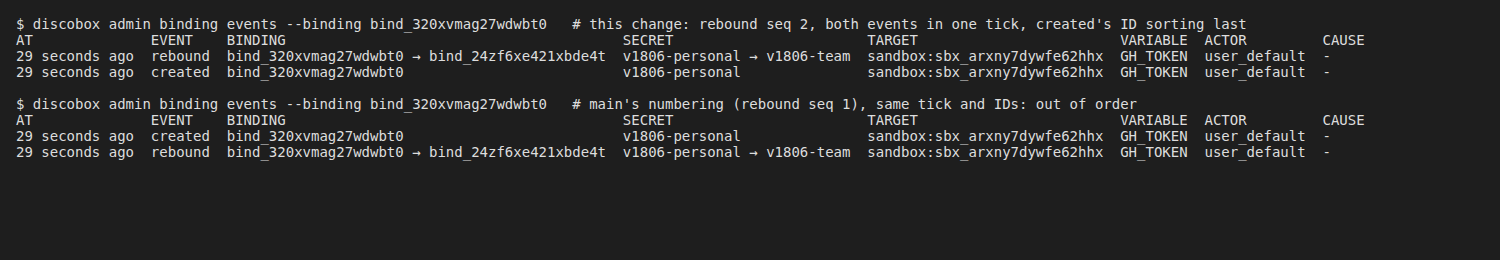 $ discobox admin binding events --binding bind_320xvmag27wdwbt0   # this change: rebound seq 2, both events in one tick, created's ID sorting last
AT              EVENT    BINDING                                        SECRET                       TARGET                        VARIABLE  ACTOR         CAUSE
29 seconds ago  rebound  bind_320xvmag27wdwbt0 → bind_24zf6xe421xbde4t  v1806-personal → v1806-team  sandbox:sbx_arxny7dywfe62hhx  GH_TOKEN  user_default  -
29 seconds ago  created  bind_320xvmag27wdwbt0                          v1806-personal               sandbox:sbx_arxny7dywfe62hhx  GH_TOKEN  user_default  -
$ discobox admin binding events --binding bind_320xvmag27wdwbt0   # main's numbering (rebound seq 1), same tick and IDs: out of order
AT              EVENT    BINDING                                        SECRET                       TARGET                        VARIABLE  ACTOR         CAUSE
29 seconds ago  created  bind_320xvmag27wdwbt0                          v1806-personal               sandbox:sbx_arxny7dywfe62hhx  GH_TOKEN  user_default  -
29 seconds ago  rebound  bind_320xvmag27wdwbt0 → bind_24zf6xe421xbde4t  v1806-personal → v1806-team  sandbox:sbx_arxny7dywfe62hhx  GH_TOKEN  user_default  -